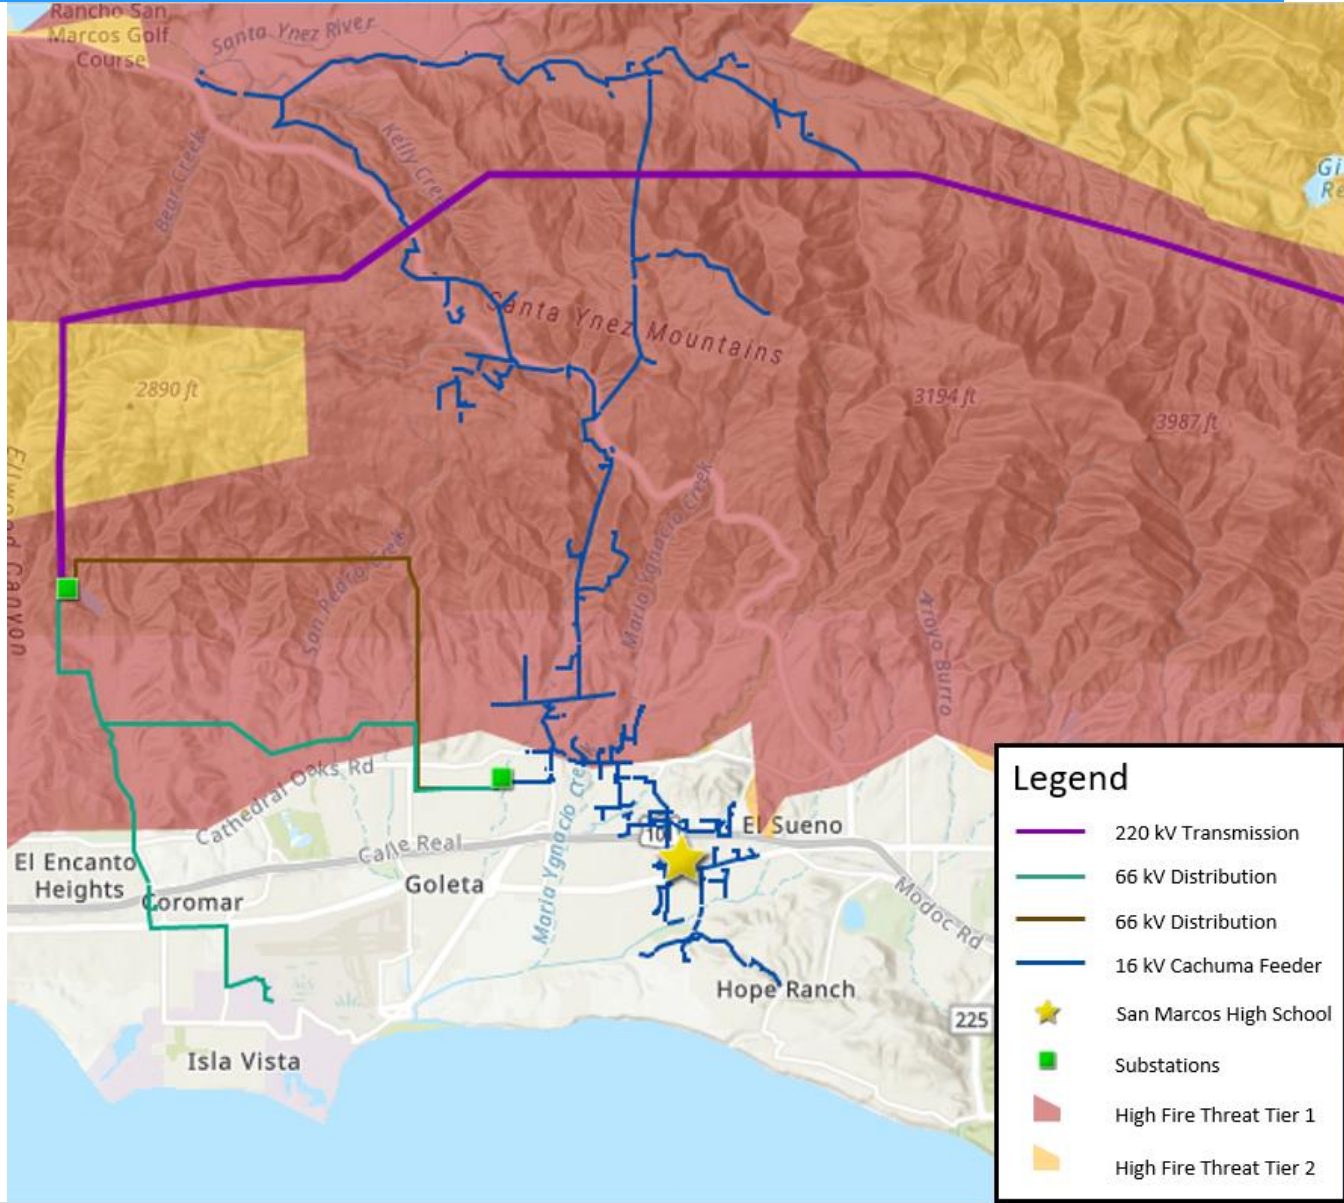 Rancho San
Marcos Golf
Course
Santa Ynez River
Bear Creek
Kelly Creek
Gi
Re
Santa Ynez Mountains
2890 ft
3194 ft
3987 ft
Ellwood Canyon
San Pedro Creek
Maria Ygnacio Creek
Arroyo Burro
Cathedral Oaks Rd
Calle Real
10
El Sueno
El Encanto
Heights
Coromar
Goleta
Maria Ygnacio Creek
Modoc Rd
Hope Ranch
225
Isla Vista
Legend
220 kV Transmission
66 kV Distribution
66 kV Distribution
16 kV Cachuma Feeder
San Marcos High School
Substations
High Fire Threat Tier 1
High Fire Threat Tier 2